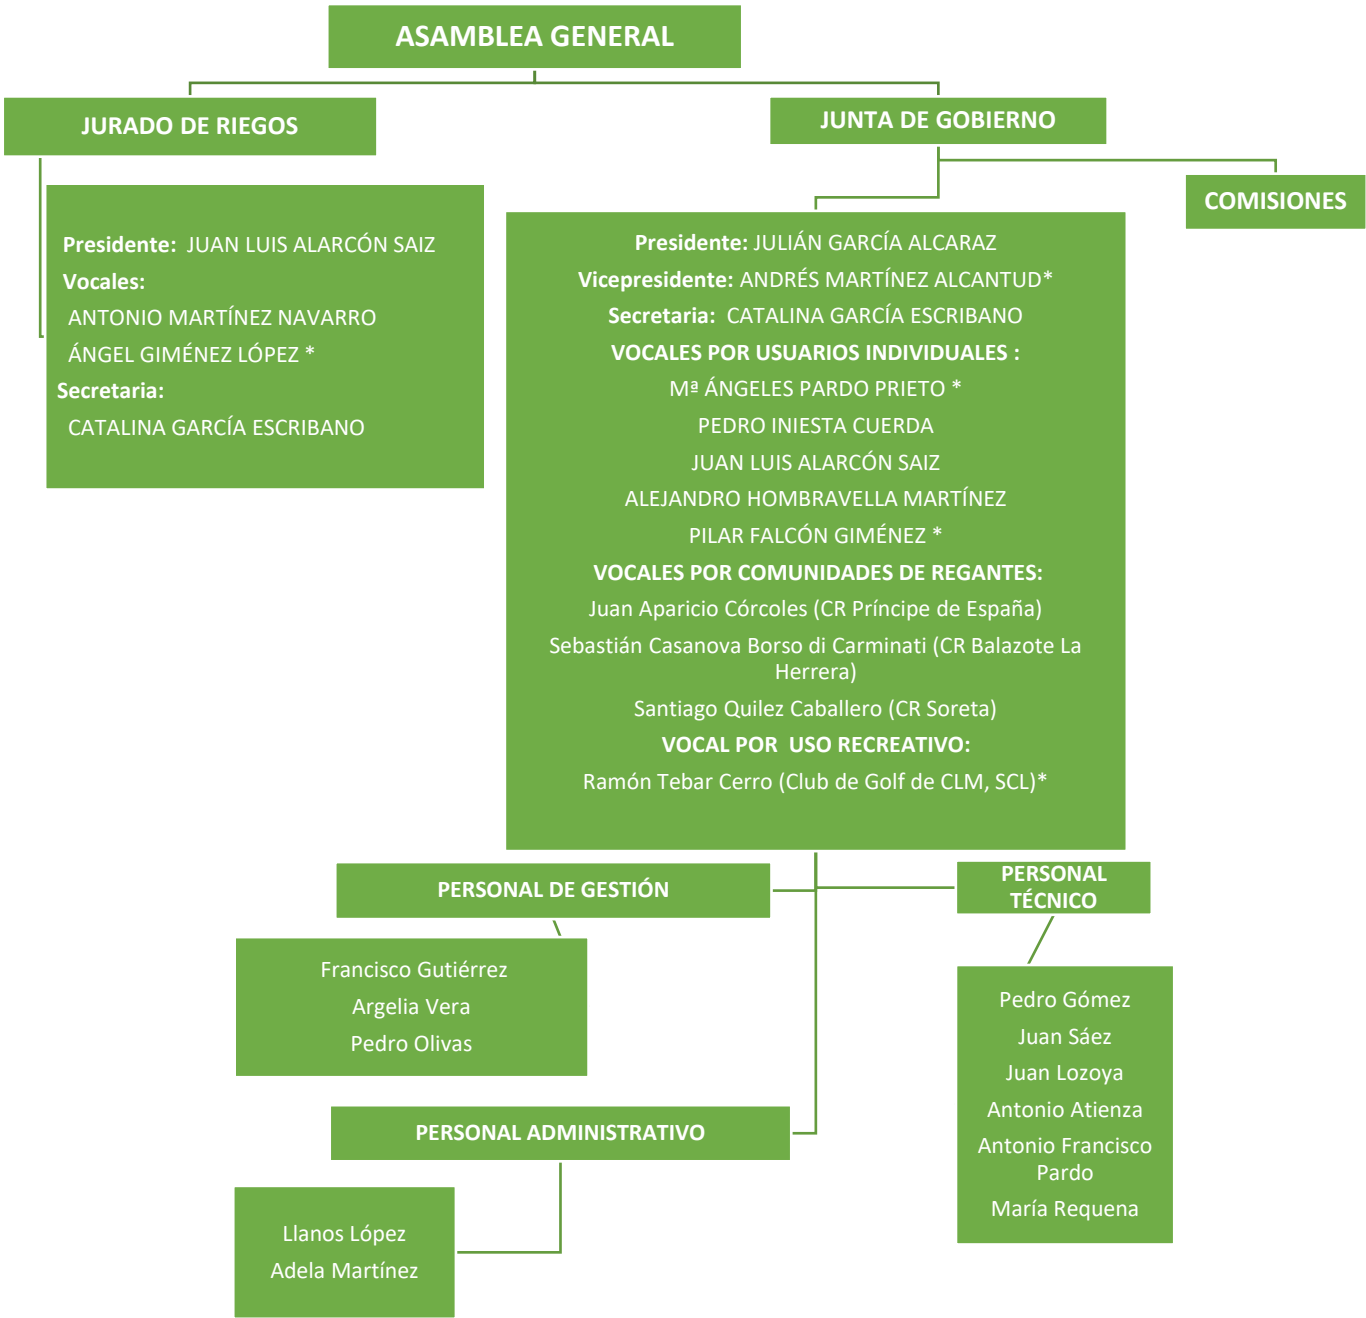 ASAMBLEA GENERAL
JURADO DE RIEGOS
JUNTA DE GOBIERNO
COMISIONES
Presidente: JUAN LUIS ALARCÓN SAIZ
Vocales:
ANTONIO MARTÍNEZ NAVARRO
ÁNGEL GIMÉNEZ LÓPEZ *
Secretaria:
CATALINA GARCÍA ESCRIBANO
Presidente: JULIÁN GARCÍA ALCARAZ
Vicepresidente: ANDRÉS MARTÍNEZ ALCANTUD*
Secretaria: CATALINA GARCÍA ESCRIBANO
VOCALES POR USUARIOS INDIVIDUALES :
Mª ÁNGELES PARDO PRIETO *
PEDRO INIESTA CUERDA
JUAN LUIS ALARCÓN SAIZ
ALEJANDRO HOMBRAVELLA MARTÍNEZ
PILAR FALCÓN GIMÉNEZ *
VOCALES POR COMUNIDADES DE REGANTES:
Juan Aparicio Córcoles (CR Príncipe de España)
Sebastián Casanova Borso di Carminati (CR Balazote La
Herrera)
Santiago Quilez Caballero (CR Soreta)
VOCAL POR USO RECREATIVO:
Ramón Tebar Cerro (Club de Golf de CLM, SCL)*
PERSONAL DE GESTIÓN
Francisco Gutiérrez
Argelia Vera
Pedro Olivas
PERSONAL
TÉCNICO
Pedro Gómez
Juan Sáez
Juan Lozoya
Antonio Atienza
Antonio Francisco
Pardo
María Requena
PERSONAL ADMINISTRATIVO
Llanos López
Adela Martínez